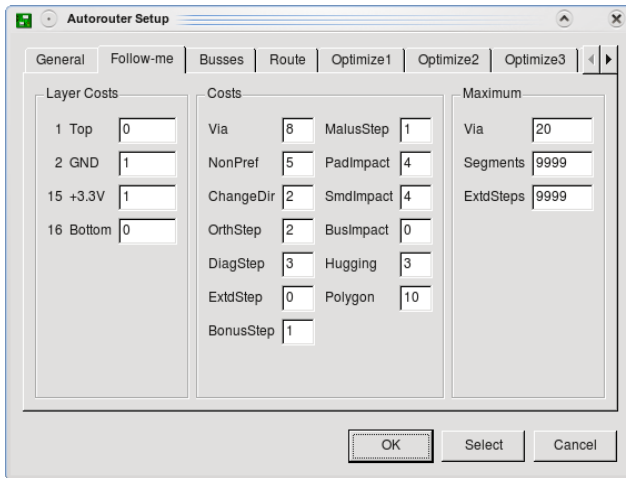 Autorouter Setup
General Follow-me Busses Route Optimize1 Optimize2 Optimize3
Layer Costs
1 Top 0
2 GND 1
15 +3.3V 1
16 Bottom 0
Costs
Via 8 MalusStep 1
NonPref 5 PadImpact 4
ChangeDir 2 SmdImpact 4
OrthStep 2 BusImpact 0
DiagStep 3 Hugging 3
ExtdStep 0 Polygon 10
BonusStep 1
Maximum
Via 20
Segments 9999
ExtdSteps 9999
OK Select Cancel